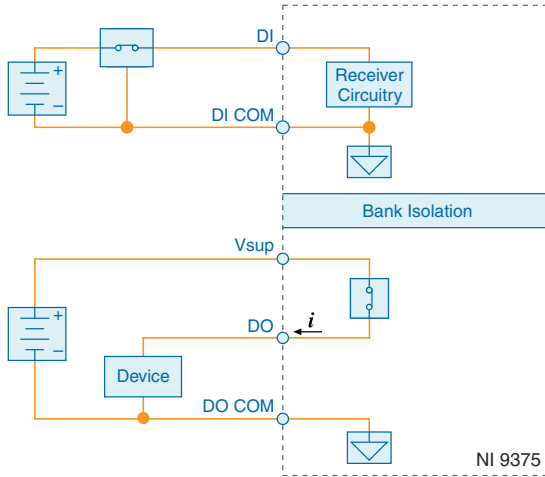 DI
+
−
Receiver
Circuitry
DI COM
Bank Isolation
Vsup
+
−
i
DO
Device
DO COM
NI 9375